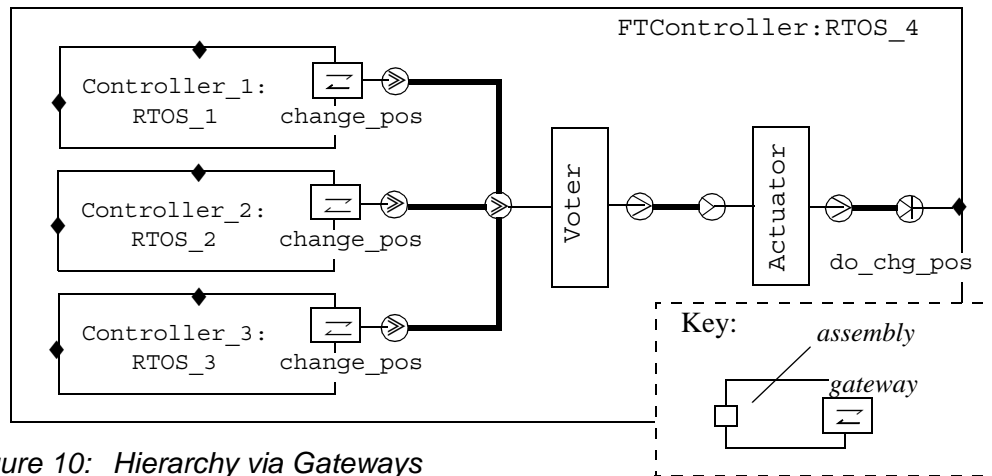 FTController:RTOS_4
Controller_1:
RTOS_1
change_pos
Controller_2:
RTOS_2
change_pos
Controller_3:
RTOS_3
change_pos
Voter
Actuator
do_chg_pos
Key:
assembly
gateway
ure 10: Hierarchy via Gateways